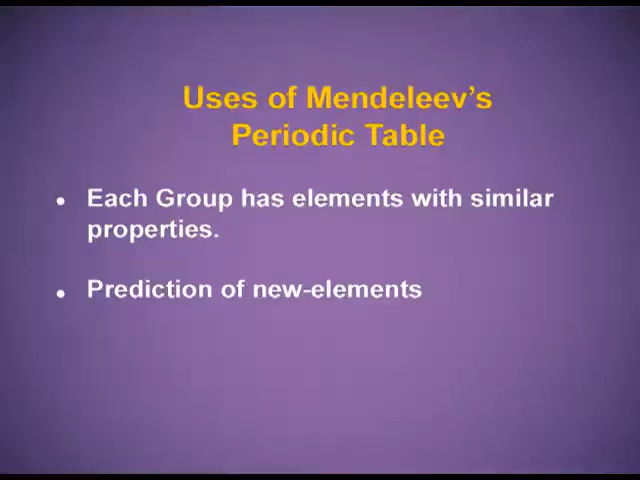 Uses of Mendeleev’s
Periodic Table
• Each Group has elements with similar
properties.
• Prediction of new-elements